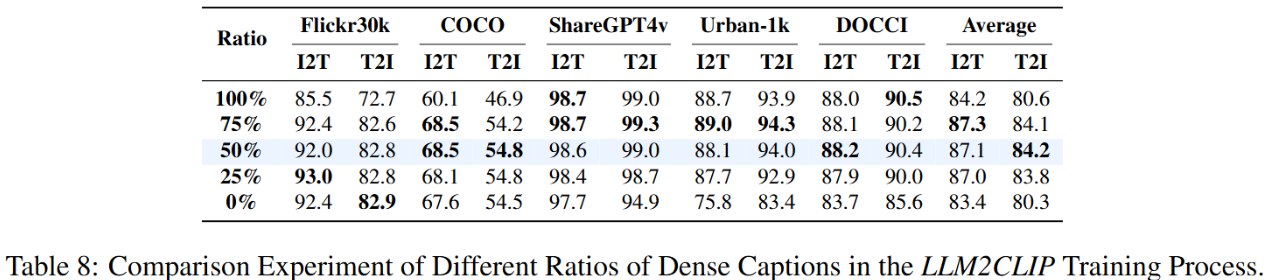 Ratio Flickr30k COCO ShareGPT4v Urban-1k DOCCI Average
I2T T2I I2T T2I I2T T2I I2T T2I I2T T2I I2T T2I
100% 85.5 72.7 60.1 46.9 98.7 99.0 88.7 93.9 88.0 90.5 84.2 80.6
75% 92.4 82.6 68.5 54.2 98.7 99.3 89.0 94.3 88.1 90.2 87.3 84.1
50% 92.0 82.8 68.5 54.8 98.6 99.0 88.1 94.0 88.2 90.4 87.1 84.2
25% 93.0 82.8 68.1 54.8 98.4 98.7 87.7 92.9 87.9 90.0 87.0 83.8
0% 92.4 82.9 67.6 54.5 97.7 94.9 75.8 83.4 83.7 85.6 83.4 80.3
Table 8: Comparison Experiment of Different Ratios of Dense Captions in the LLM2CLIP Training Process.